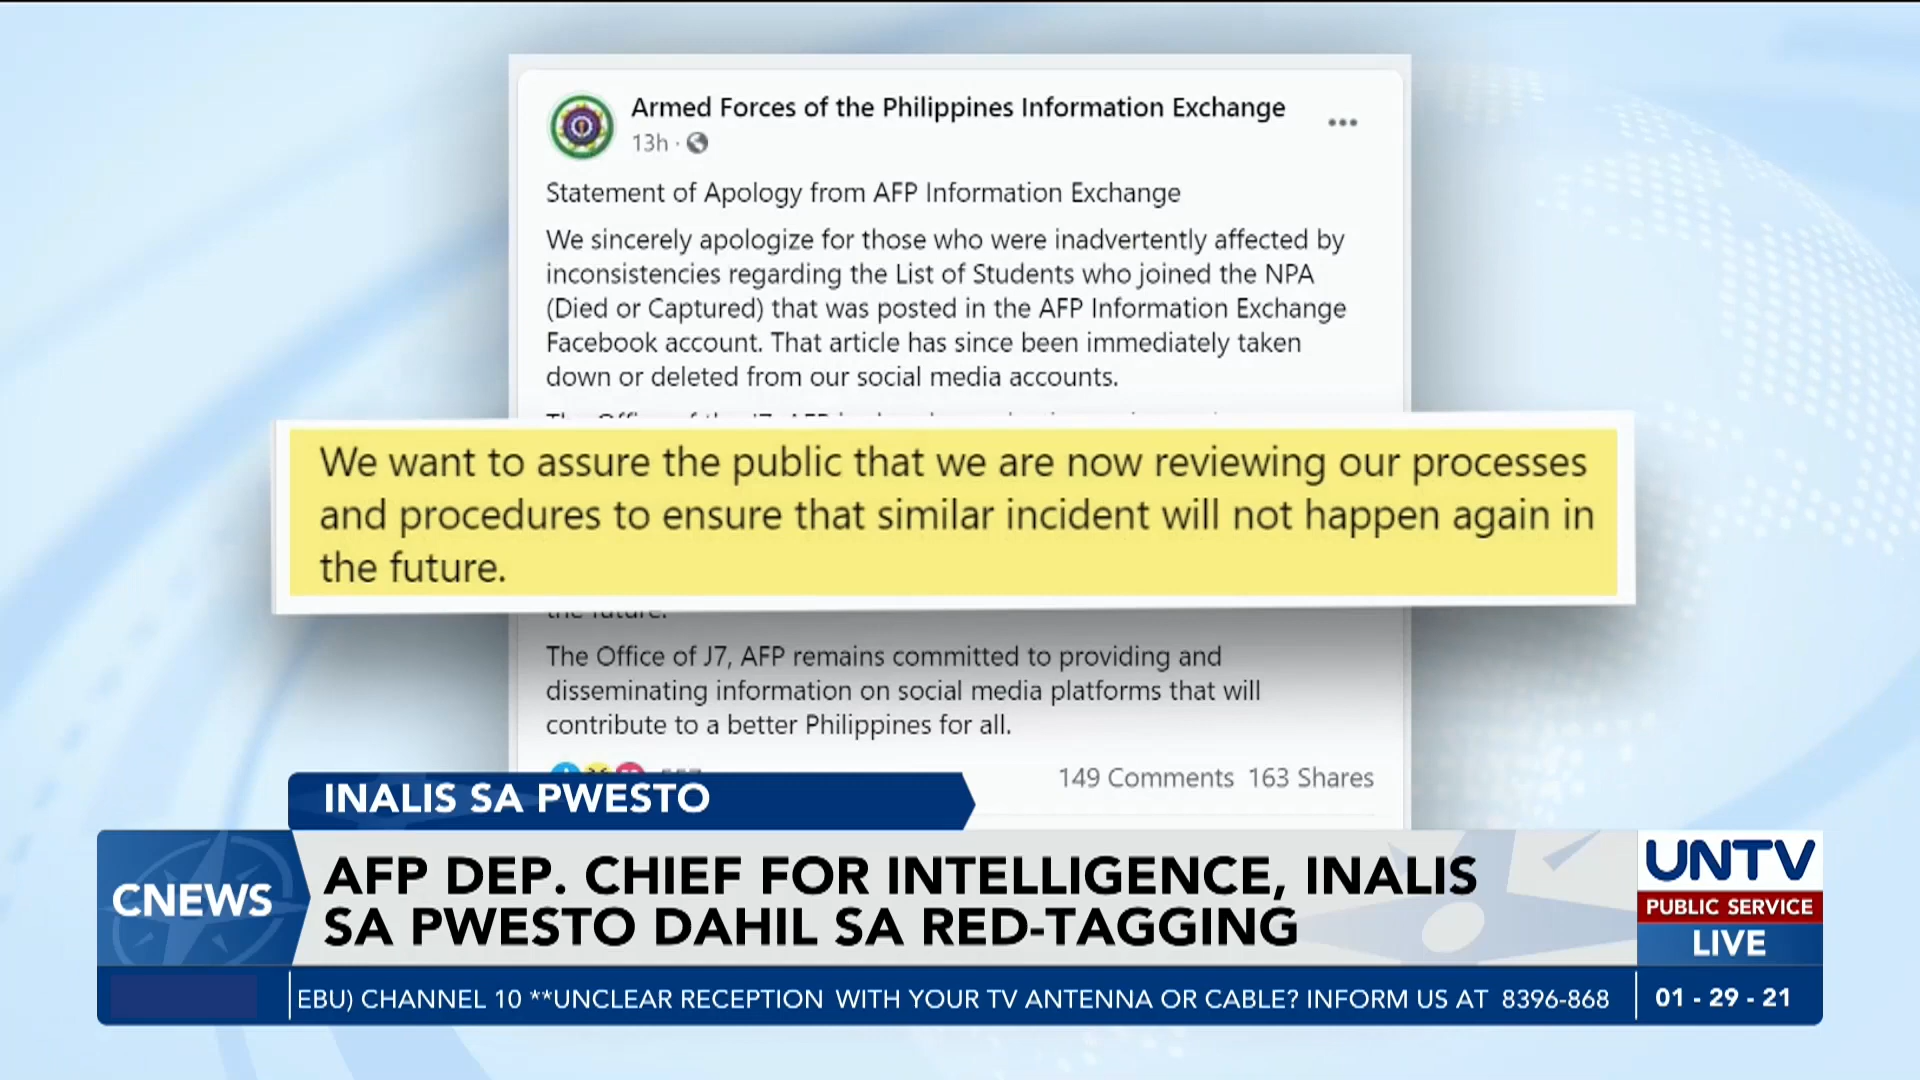 Armed Forces of the Philippines Information Exchange
13h ·
Statement of Apology from AFP Information Exchange
We sincerely apologize for those who were inadvertently affected by
inconsistencies regarding the List of Students who joined the NPA
(Died or Captured) that was posted in the AFP Information Exchange
Facebook account. That article has since been immediately taken
down or deleted from our social media accounts.
We want to assure the public that we are now reviewing our processes
and procedures to ensure that similar incident will not happen again in
the future.
the future.
The Office of J7, AFP remains committed to providing and
disseminating information on social media platforms that will
contribute to a better Philippines for all.
149 Comments 163 Shares
INALIS SA PWESTO
CNEWS
AFP DEP. CHIEF FOR INTELLIGENCE, INALIS
SA PWESTO DAHIL SA RED-TAGGING
UNTV
PUBLIC SERVICE
LIVE
EBU) CHANNEL 10 **UNCLEAR RECEPTION WITH YOUR TV ANTENNA OR CABLE? INFORM US AT 8396-868
01 - 29 - 21